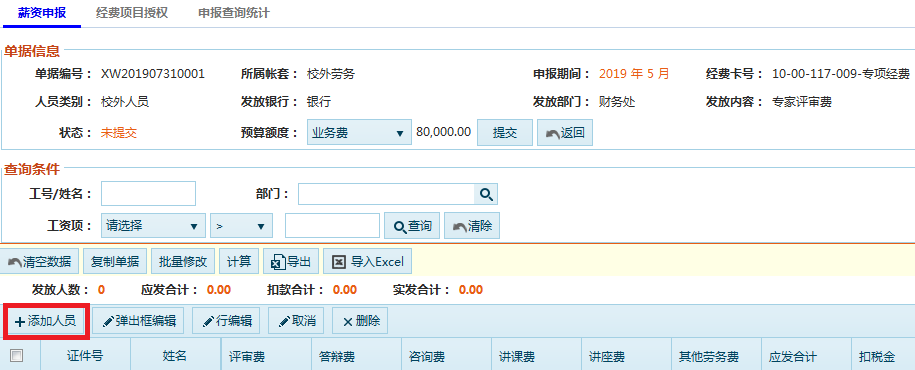 薪资申报 经费项目授权 申报查询统计
单据信息
单据编号： XW201907310001 所属帐套： 校外劳务 申报期间： 2019 年 5 月 经费卡号： 10-00-117-009-专项经费
人员类别： 校外人员 发放银行： 银行 发放部门： 财务处 发放内容： 专家评审费
状态： 未提交 预算额度： 业务费 80,000.00 提交 返回
查询条件
工号/姓名： 部门：
工资项： 请选择 > 查询 清除
清空数据 复制单据 批量修改 计算 导出 导入Excel
发放人数： 0 应发合计： 0.00 扣款合计： 0.00 实发合计： 0.00
添加人员 弹出框编辑 行编辑 取消 删除
证件号 姓名 评审费 答辩费 咨询费 讲课费 讲座费 其他劳务费 应发合计 扣税金